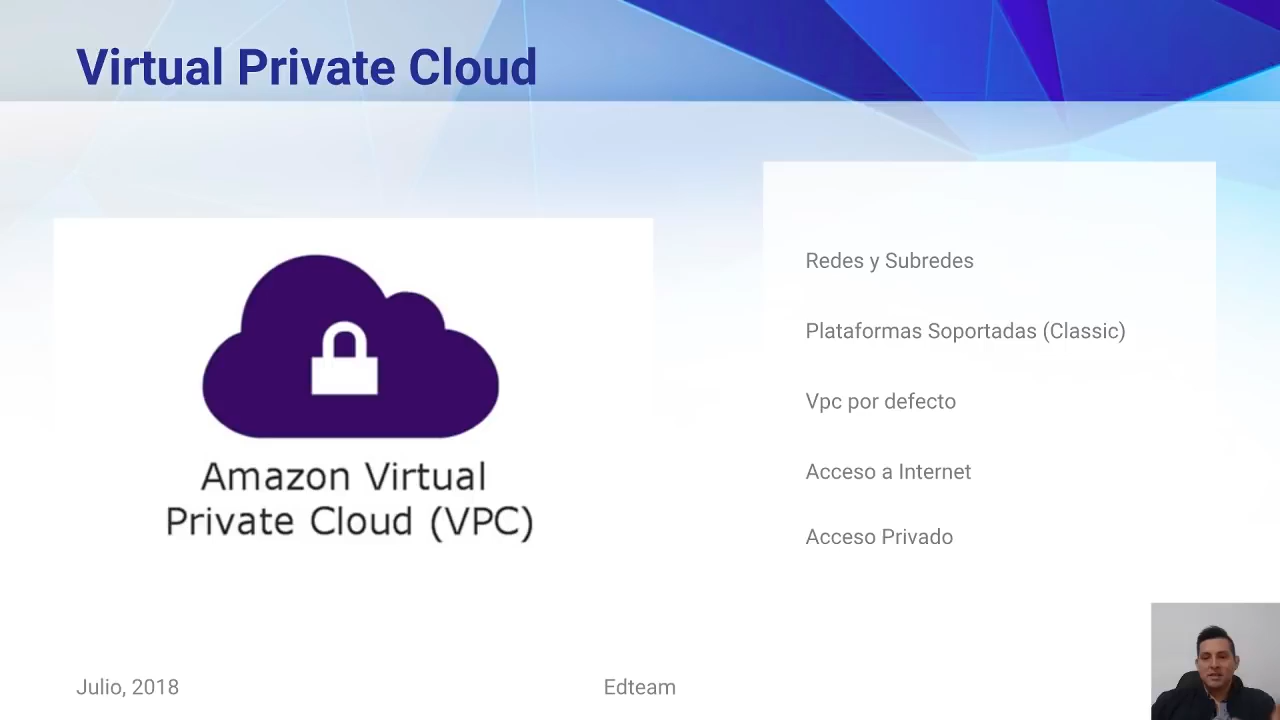 Virtual Private Cloud
Amazon Virtual
Private Cloud (VPC)
Redes y Subredes
Plataformas Soportadas (Classic)
Vpc por defecto
Acceso a Internet
Acceso Privado
Julio, 2018
Edteam